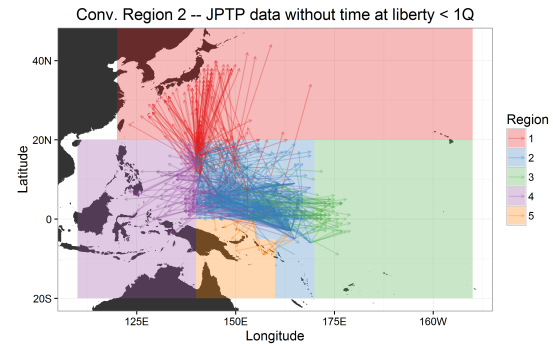 Conv. Region 2 -- JPTP data without time at liberty < 1Q
40N
20N
0
20S
Latitude
125E 150E 175E 160W
Longitude
Region
1
2
3
4
5